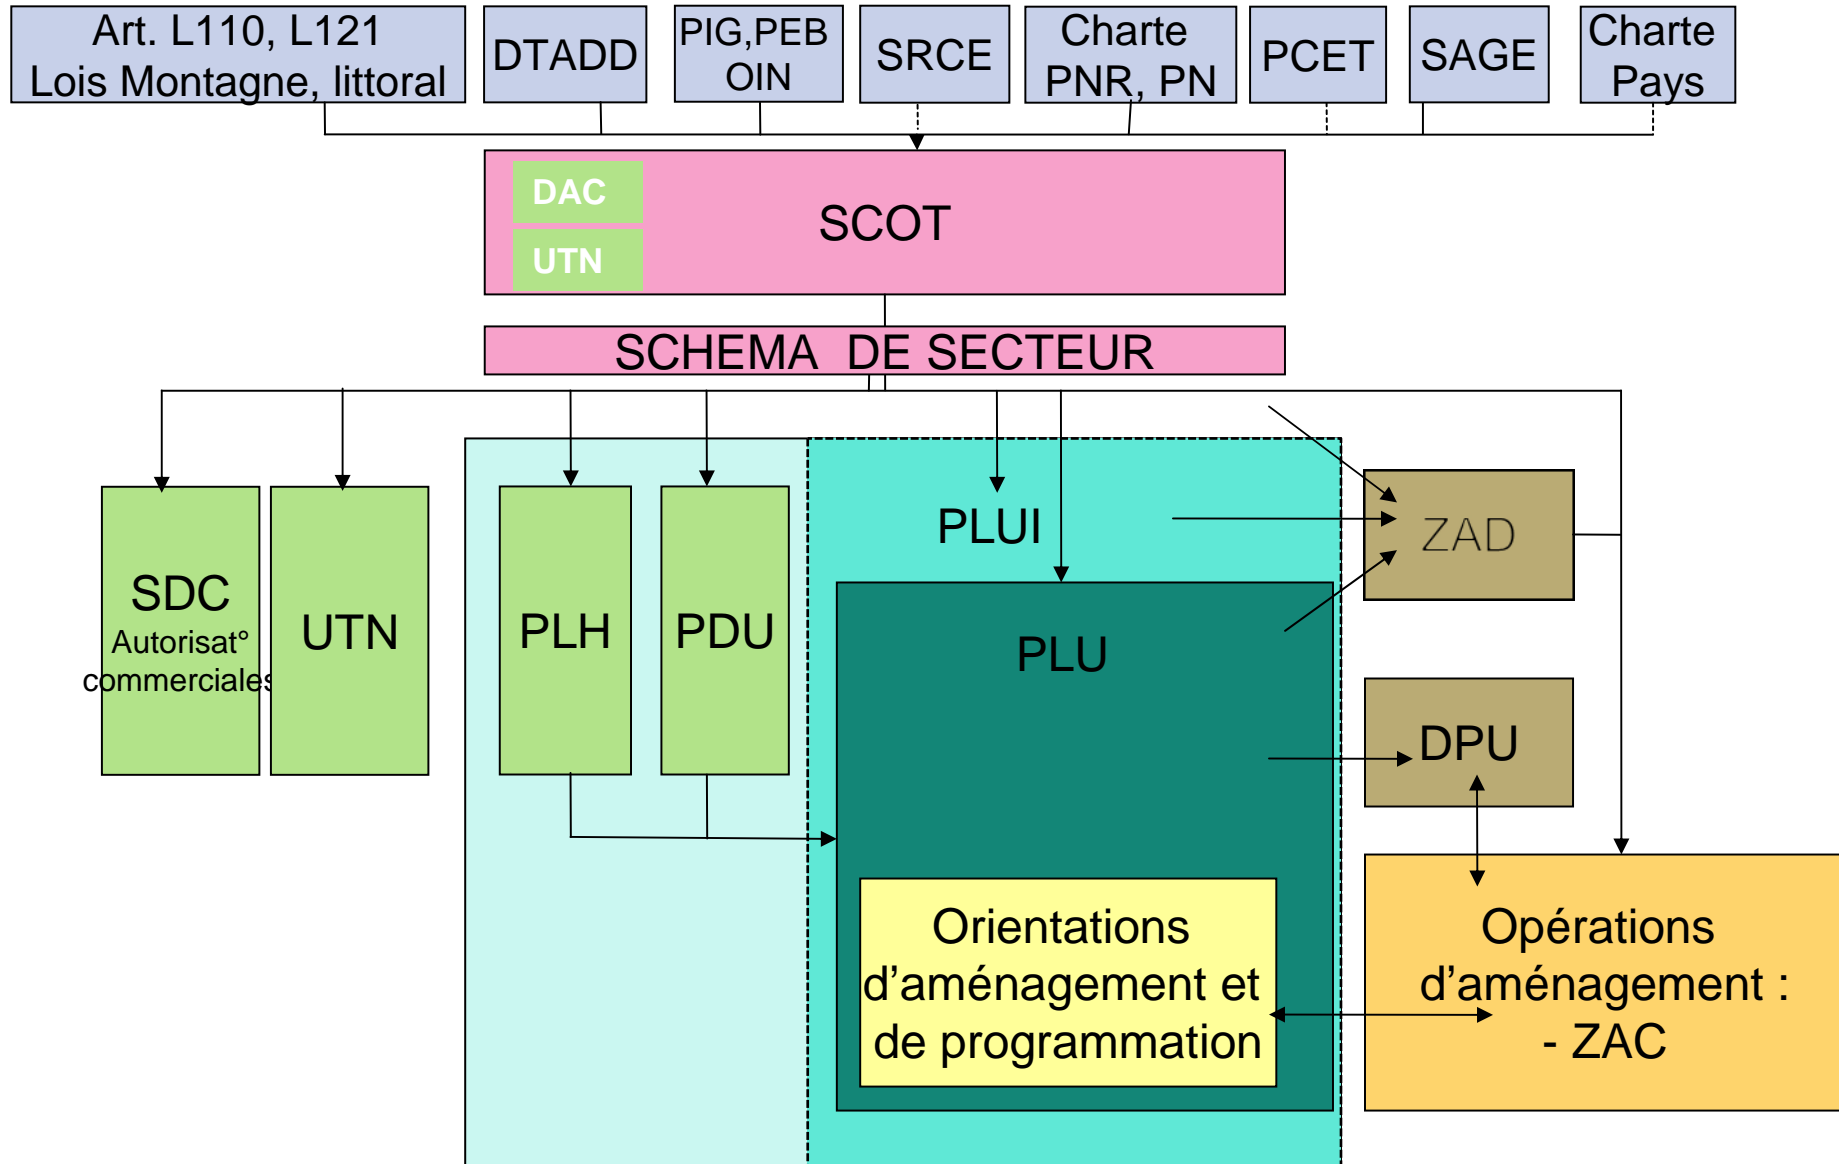 Art. L110, L121
Lois Montagne, littoral
DTADD
PIG,PEB
OIN
SRCE
Charte
PNR, PN
PCET
SAGE
Charte
Pays
DAC
UTN
SCOT
SCHEMA DE SECTEUR
SDC
Autorisat°
commerciales
UTN
PLH
PDU
PLUI
PLU
ZAD
DPU
Orientations
d'aménagement et
de programmation
Opérations
d'aménagement :
- ZAC